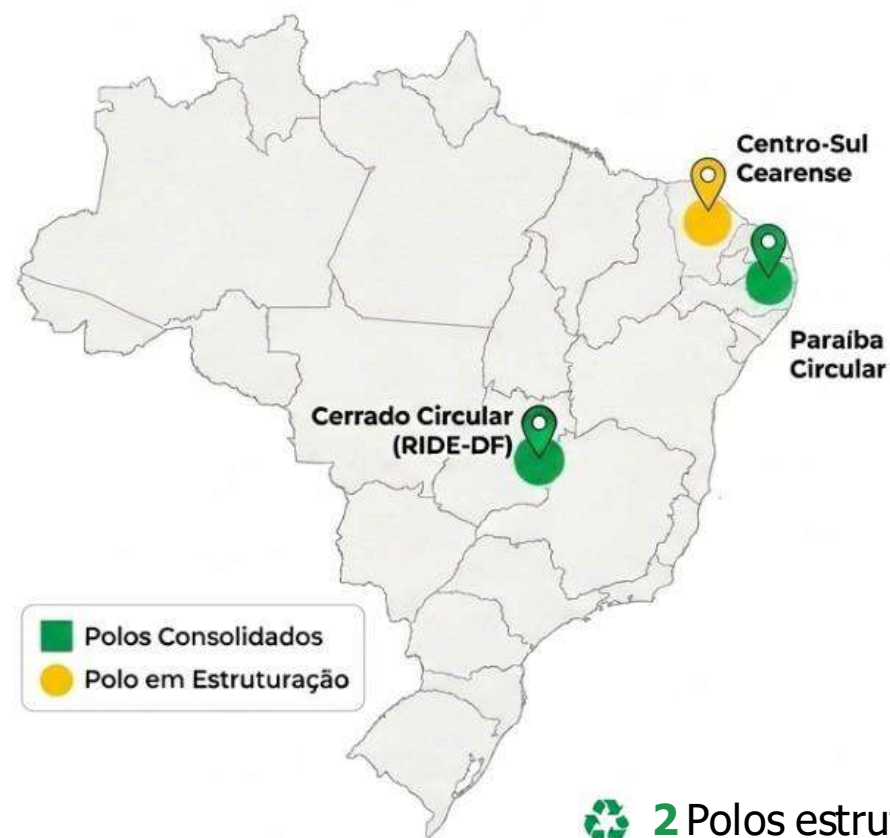 Centro-Sul
Cearense
Paraíba
Circular
Cerrado Circular
(RIDE-DF)
Polos Consolidados
Polo em Estruturação
2 Polos estru